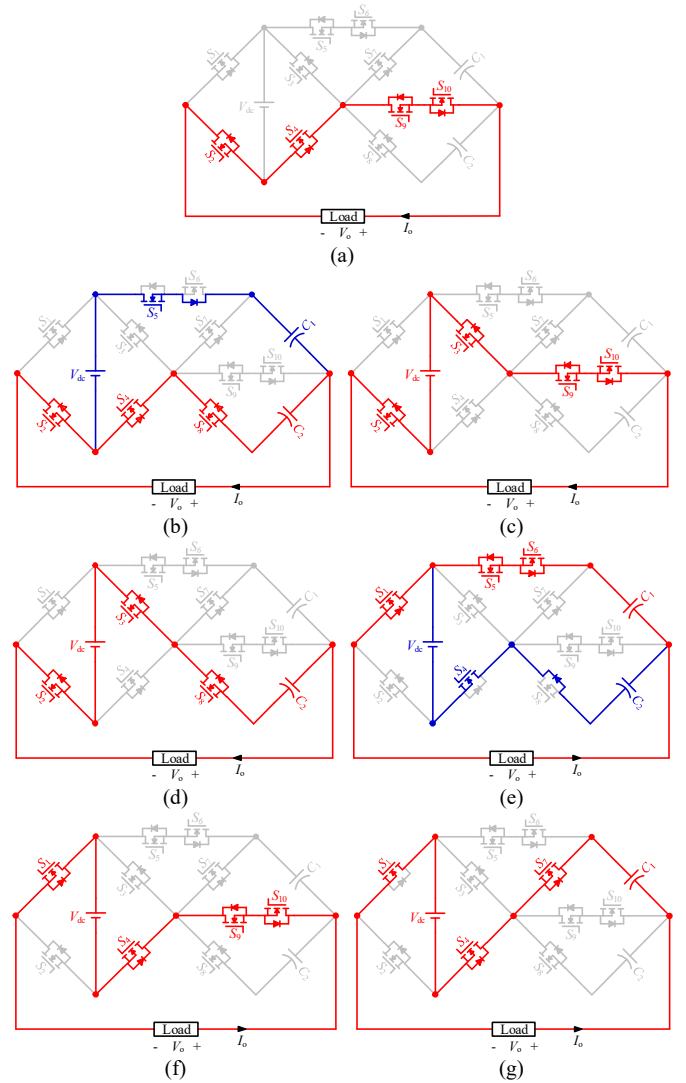 S6
S1 S5 S3 S7 C1
Vdc S10
S2 S4 S9 S8 C2
Load
- Vo + Io
(a)
S6 S6
S1 S5 S3 S7 C1 S1 S5 S3 S7 C1
Vdc S10 Vdc S10
S2 S4 S9 S8 C2 S2 S4 S9 S8 C2
Load Load
- Vo + Io - Vo + Io
(b) (c)
S6 S6
S1 S5 S3 S7 C1 S1 S5 S3 S7 C1
Vdc S10 Vdc S10
S2 S4 S9 S8 C2 S2 S4 S9 S8 C2
Load Load
- Vo + Io - Vo + Io
(d) (e)
S6 S6
S1 S5 S3 S7 C1 S1 S5 S3 S7 C1
Vdc S10 Vdc S10
S2 S4 S9 S8 C2 S2 S4 S9 S8 C2
Load Load
- Vo + Io - Vo + Io
(f) (g)